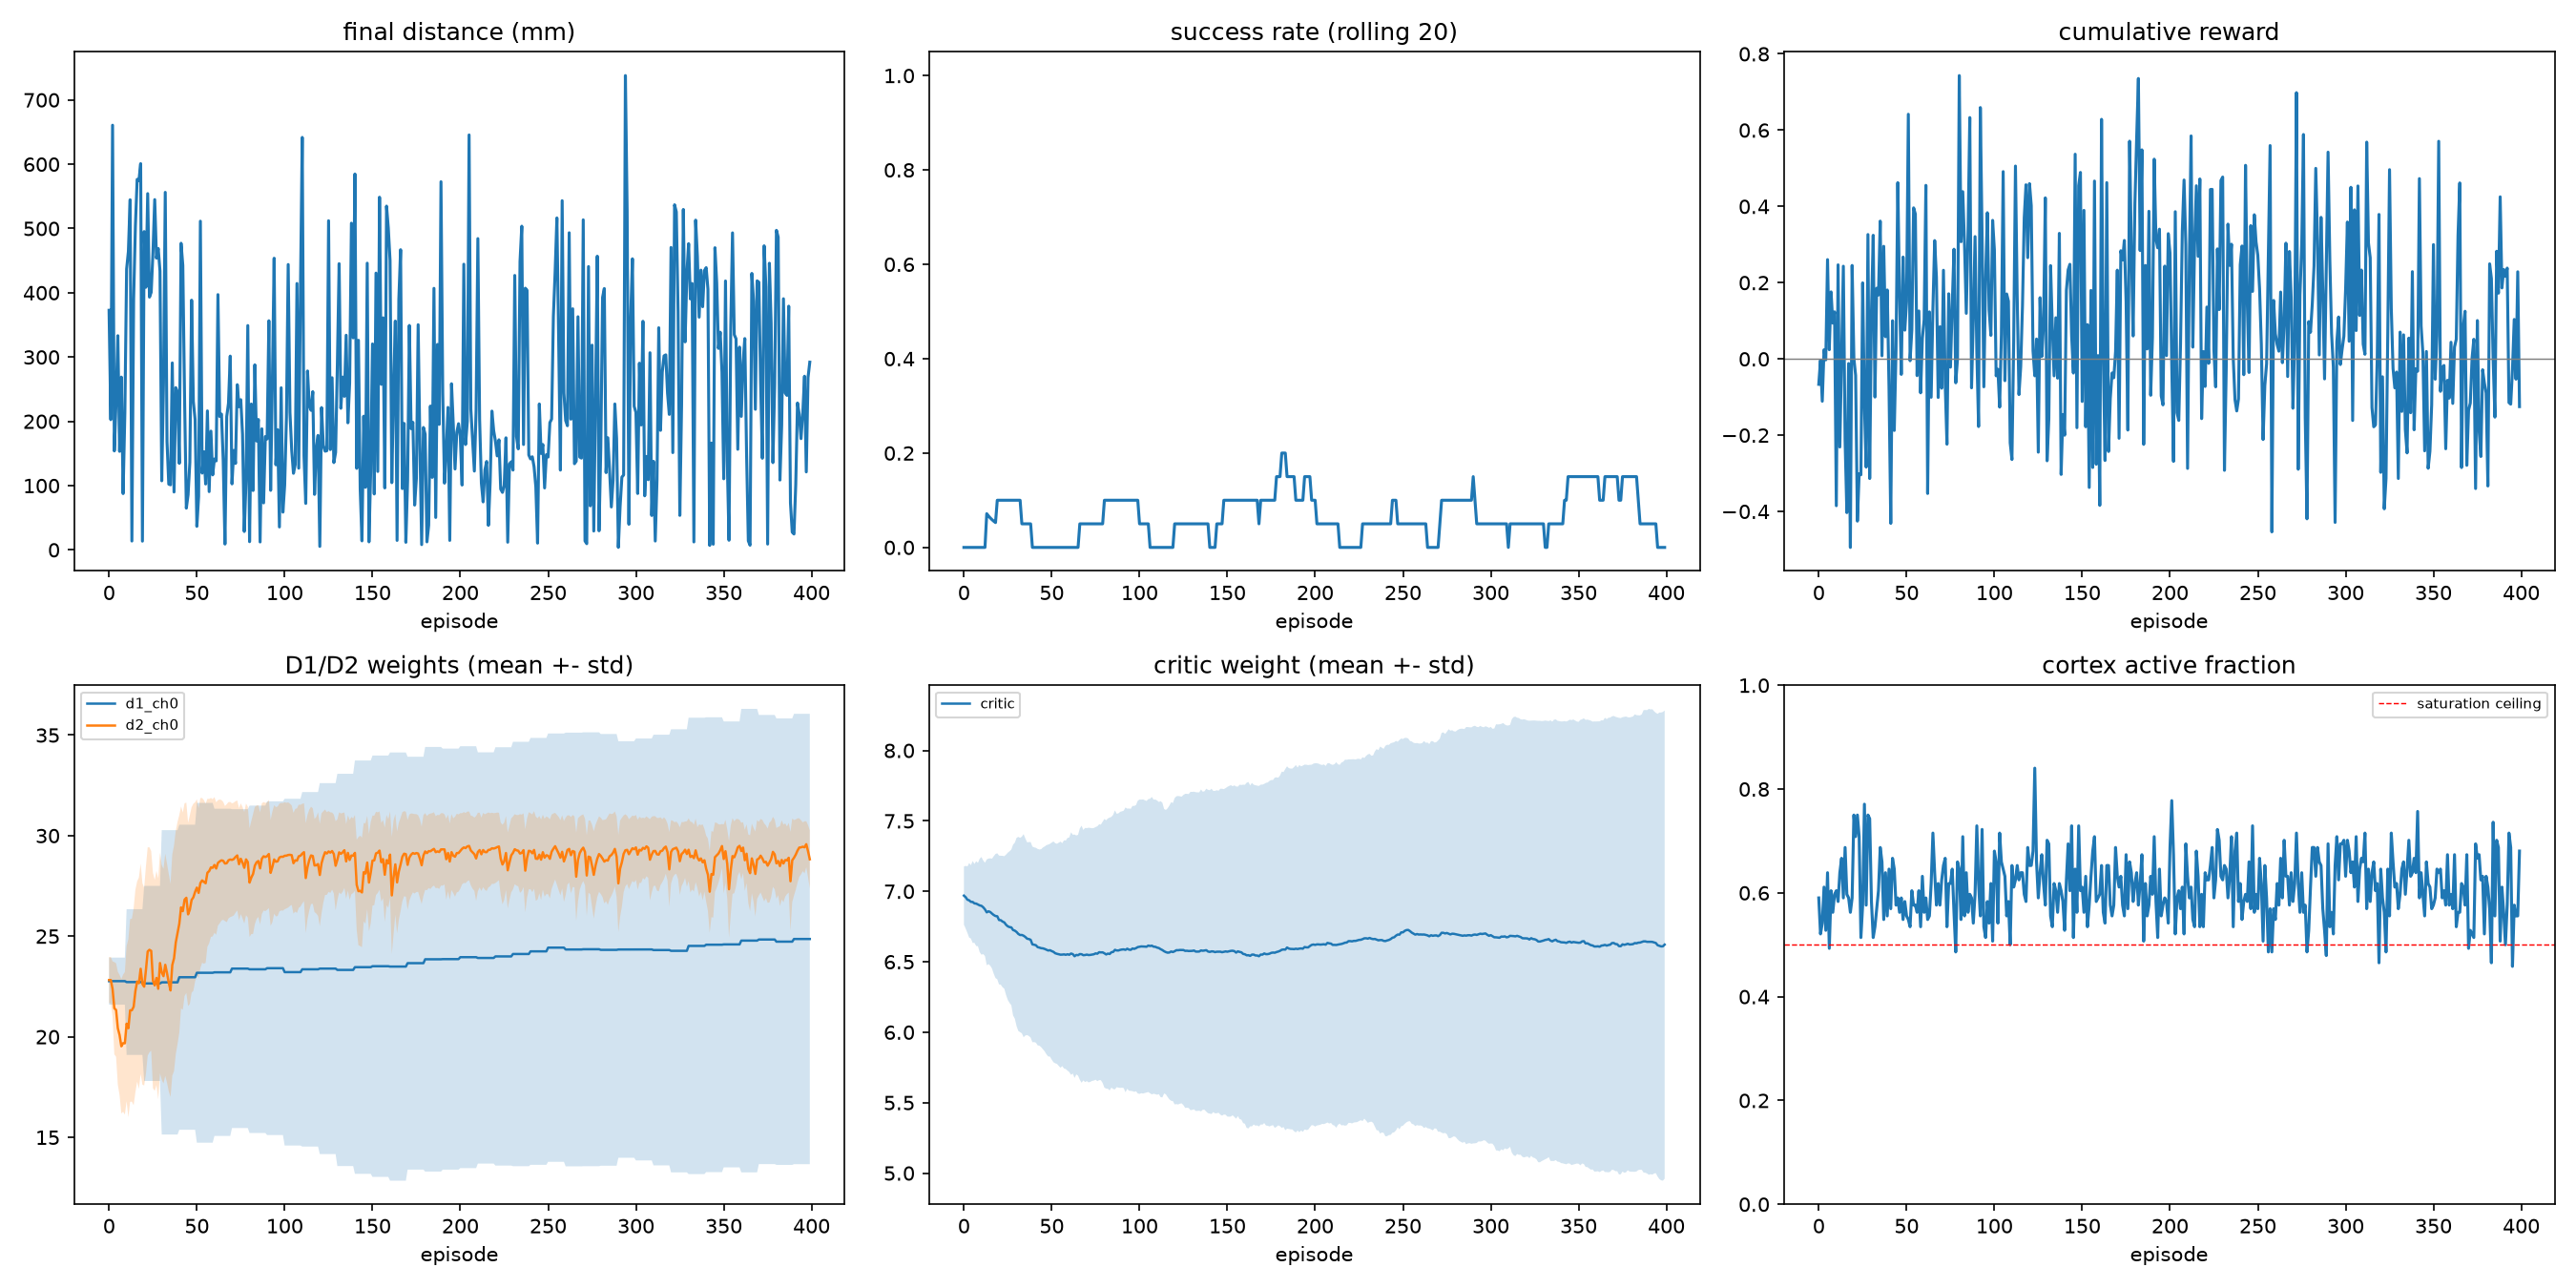 final distance (mm)
700
600
500
400
300
200
100
0
0 50 100 150 200 250 300 350 400
episode
success rate (rolling 20)
1.0
0.8
0.6
0.4
0.2
0.0
0 50 100 150 200 250 300 350 400
episode
cumulative reward
0.8
0.6
0.4
0.2
0.0
−0.2
−0.4
0 50 100 150 200 250 300 350 400
episode
D1/D2 weights (mean +- std)
d1_ch0
d2_ch0
35
30
25
20
15
0 50 100 150 200 250 300 350 400
episode
critic weight (mean +- std)
critic
8.0
7.5
7.0
6.5
6.0
5.5
5.0
0 50 100 150 200 250 300 350 400
episode
cortex active fraction
saturation ceiling
1.0
0.8
0.6
0.4
0.2
0.0
0 50 100 150 200 250 300 350 400
episode